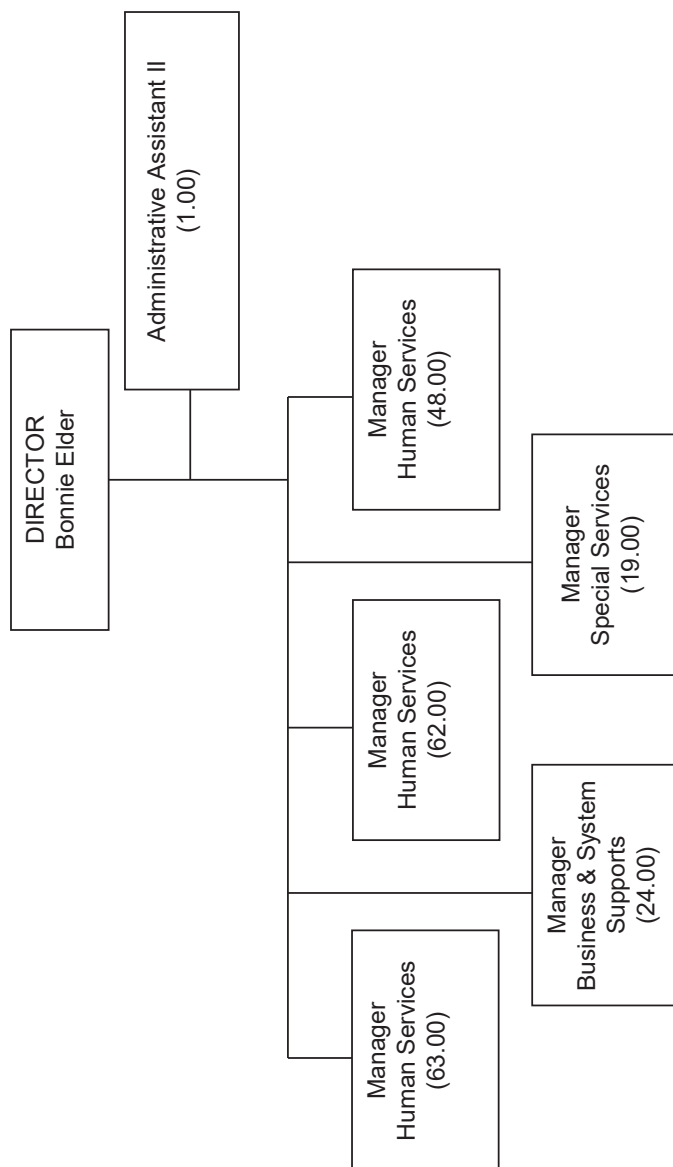 DIRECTOR
Bonnie Elder
Administrative Assistant II
(1.00)
Manager
Human Services
(63.00)
Manager
Human Services
(62.00)
Manager
Human Services
(48.00)
Manager
Business & System
Supports
(24.00)
Manager
Special Services
(19.00)